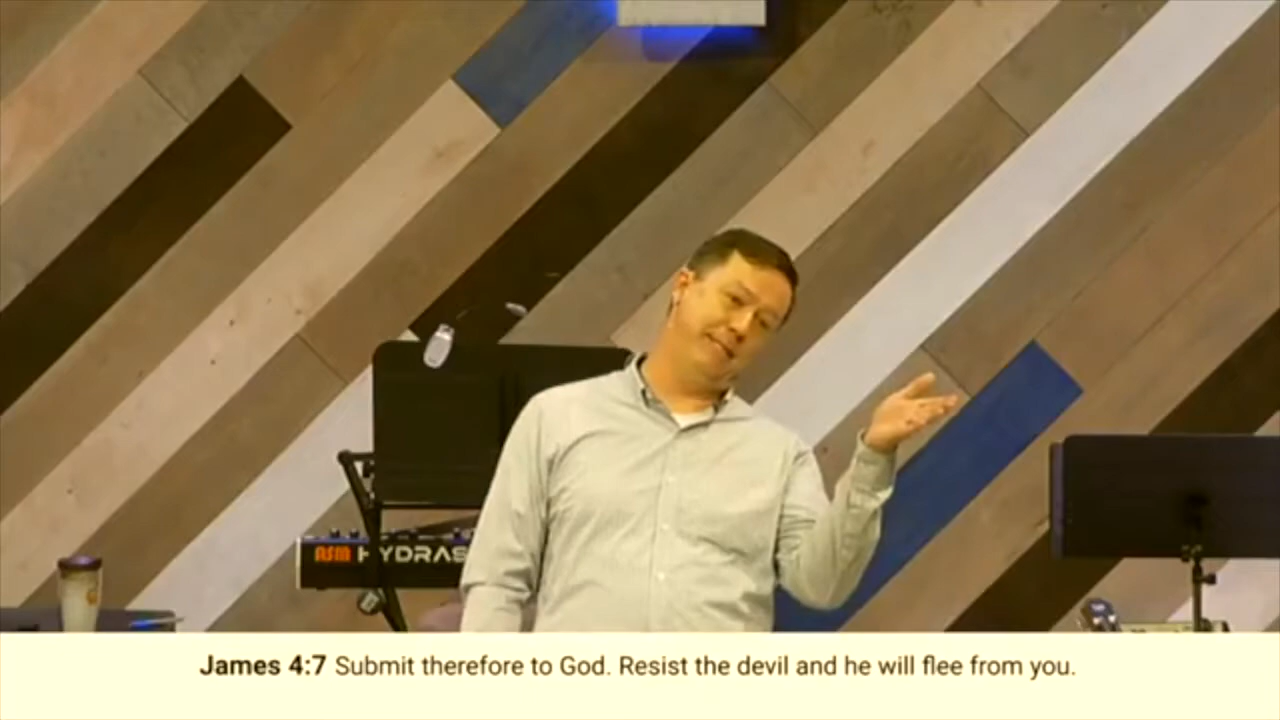 ASM HYDRAS
James 4:7 Submit therefore to God. Resist the devil and he will flee from you.